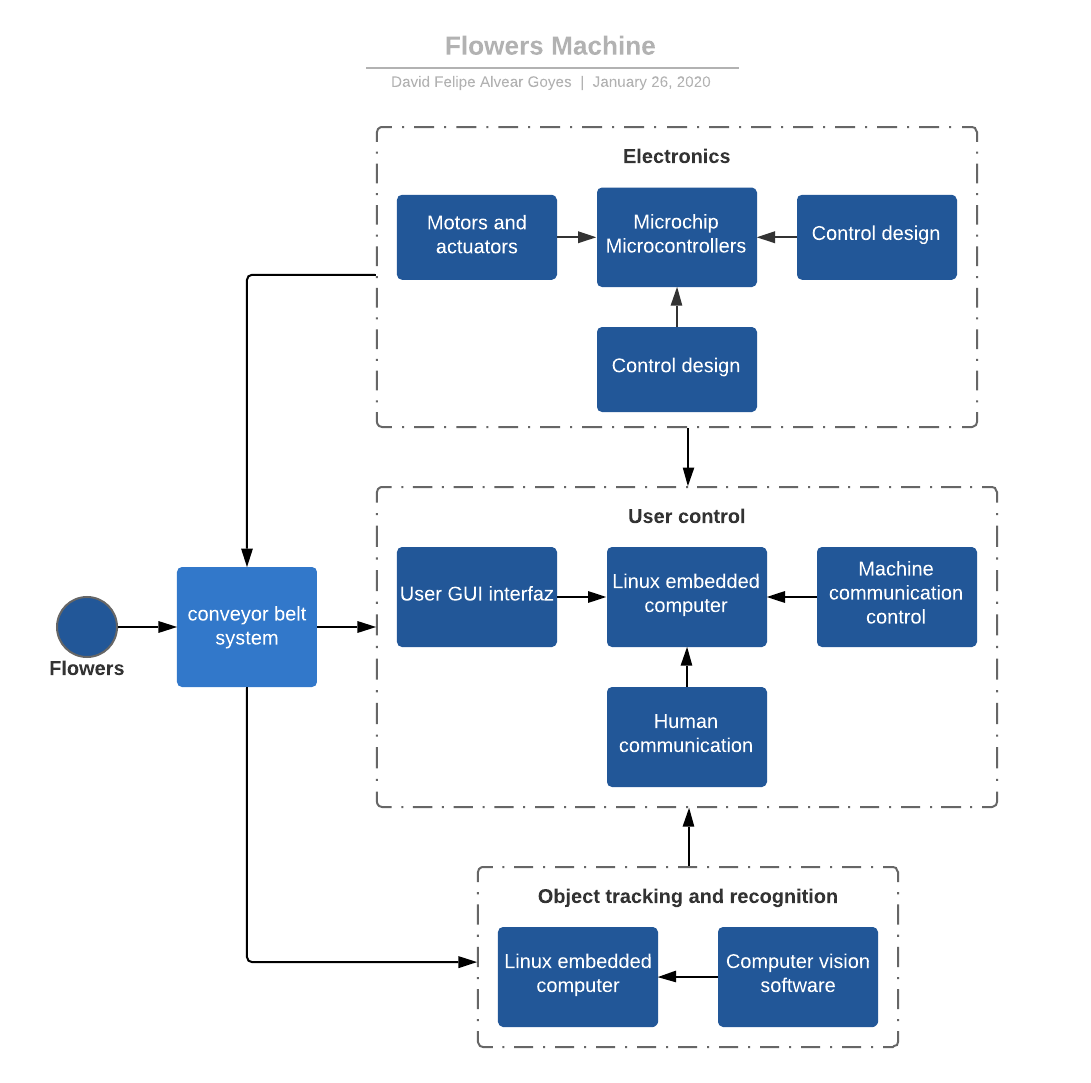 Flowers Machine
David Felipe Alvear Goyes | January 26, 2020
Electronics
Motors and
actuators
Microchip
Microcontrollers
Control design
Control design
User control
User GUI interfaz
Linux embedded
computer
Machine
communication
control
conveyor belt
system
Flowers
Human
communication
Object tracking and recognition
Linux embedded
computer
Computer vision
software